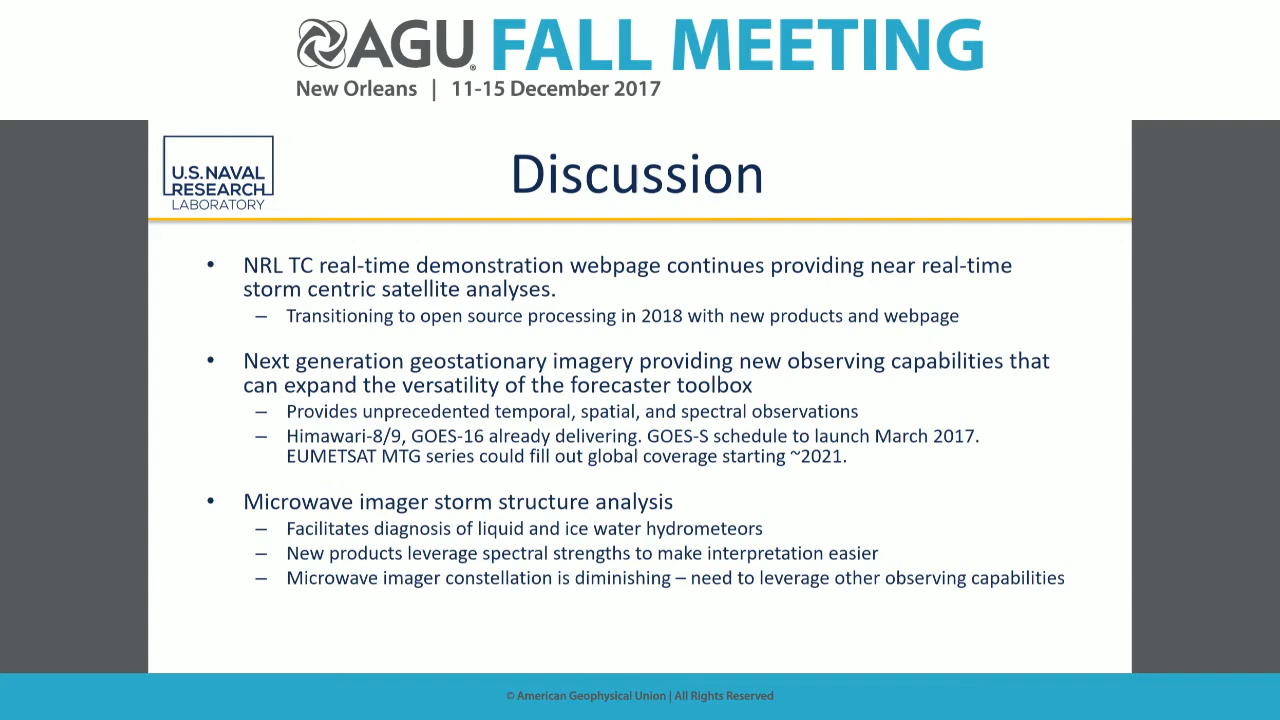 AGU FALL MEETING
New Orleans | 11-15 December 2017
U.S. NAVAL
RESEARCH
LABORATORY
Discussion
• NRL TC real-time demonstration webpage continues providing near real-time
storm centric satellite analyses.
– Transitioning to open source processing in 2018 with new products and webpage
• Next generation geostationary imagery providing new observing capabilities that
can expand the versatility of the forecaster toolbox
– Provides unprecedented temporal, spatial, and spectral observations
– Himawari-8/9, GOES-16 already delivering. GOES-S schedule to launch March 2017.
EUMETSAT MTG series could fill out global coverage starting ~2021.
• Microwave imager storm structure analysis
– Facilitates diagnosis of liquid and ice water hydrometeors
– New products leverage spectral strengths to make interpretation easier
– Microwave imager constellation is diminishing – need to leverage other observing capabilities
© American Geophysical Union | All Rights Reserved